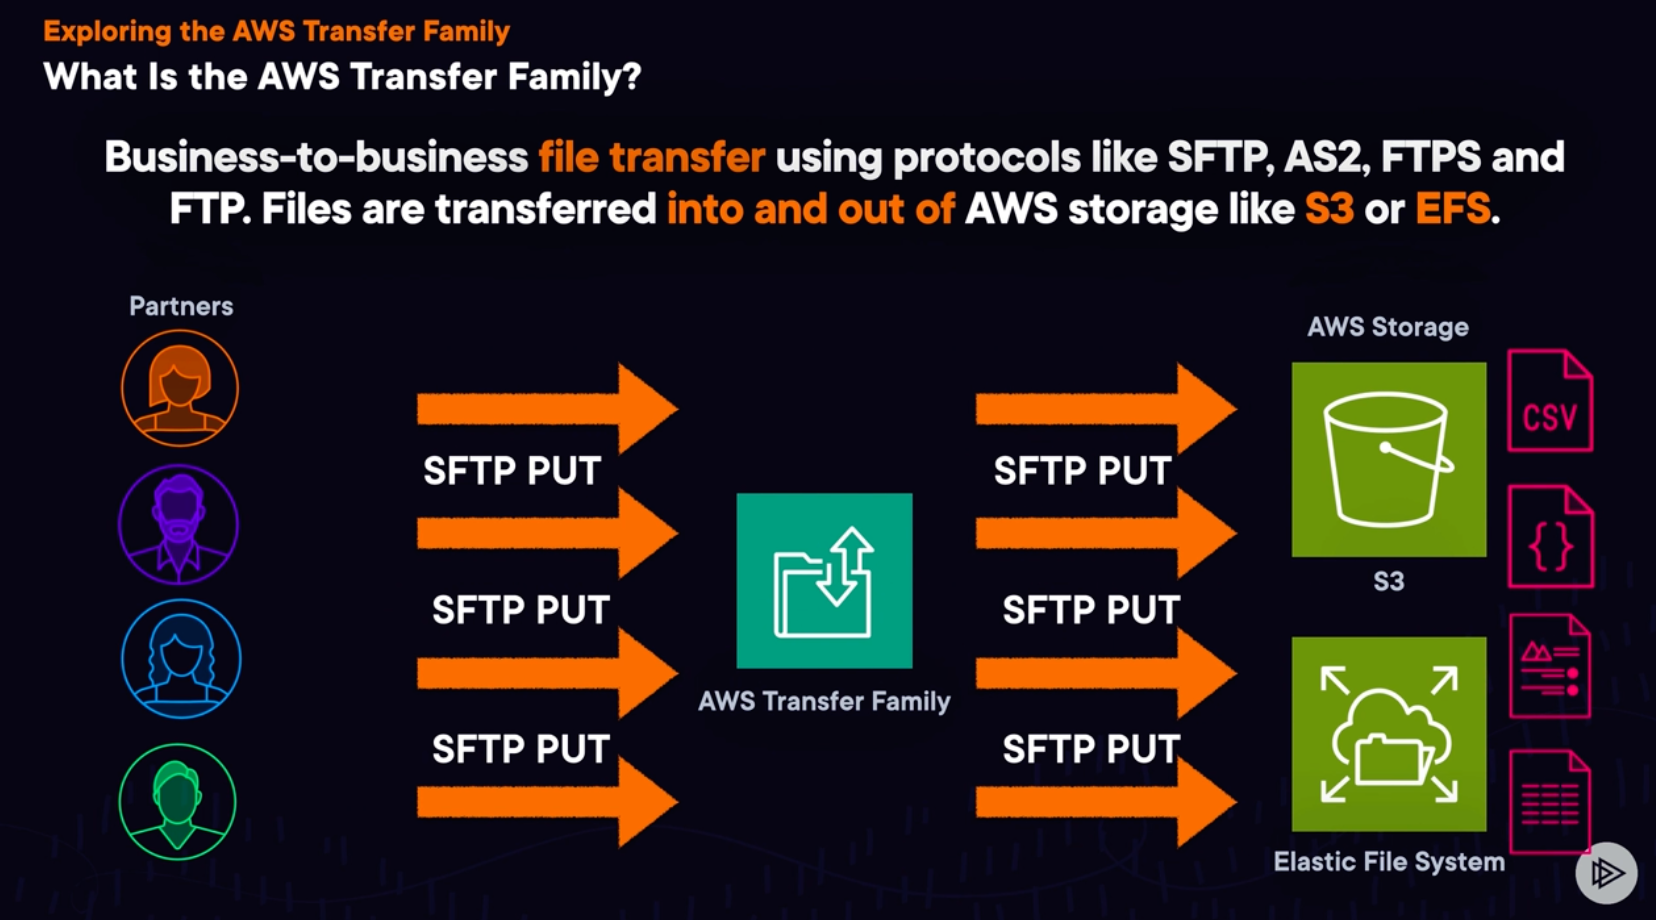 Exploring the AWS Transfer Family
What Is the AWS Transfer Family?
Business-to-business file transfer using protocols like SFTP, AS2, FTPS and
FTP. Files are transferred into and out of AWS storage like S3 or EFS.
Partners
AWS Storage
SFTP PUT
SFTP PUT
CSV
{}
S3
SFTP PUT
SFTP PUT
AWS Transfer Family
SFTP PUT
SFTP PUT
Elastic File System